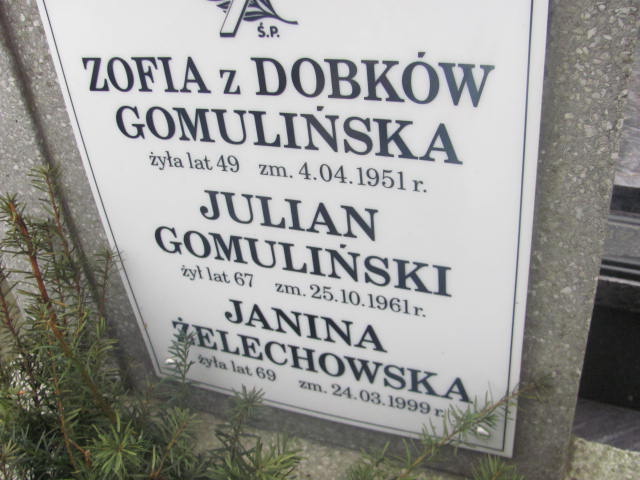 Ś.P.
ZOFIA z DOBKÓW
GOMULIŃSKA
żyła lat 49 zm. 4.04.1951 r.
JULIAN
GOMULIŃSKI
żył lat 67 zm. 25.10.1961 r.
JANINA
ŻELECHOWSKA
żyła lat 69 zm. 24.03.1999 r.